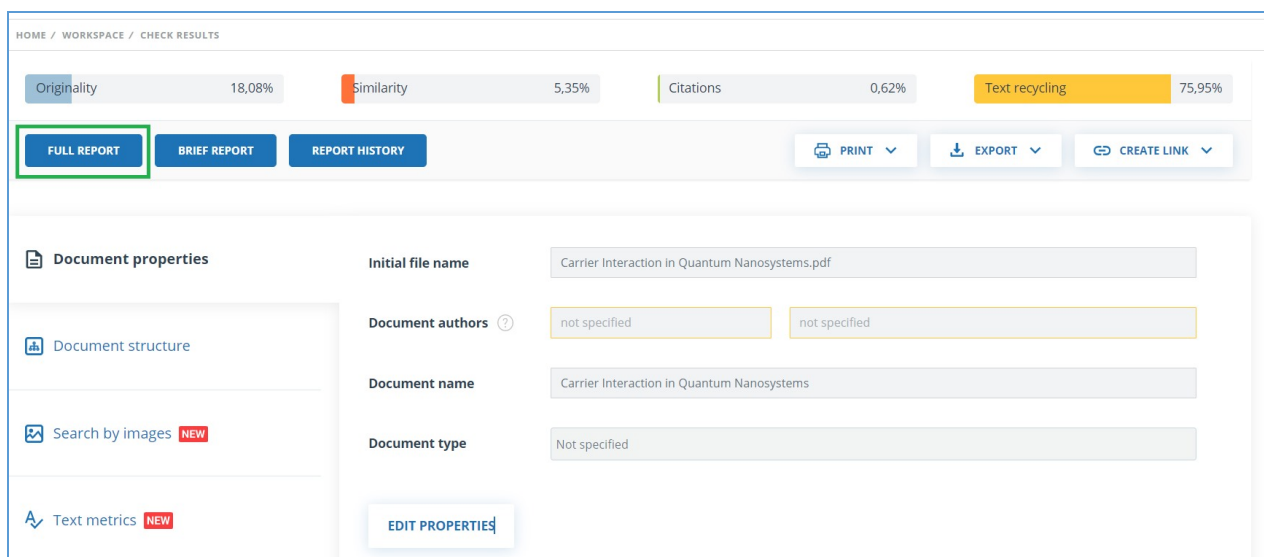 HOME / WORKSPACE / CHECK RESULTS
Originality 18,08% Similarity 5,35% Citations 0,62% Text recycling 75,95%
FULL REPORT BRIEF REPORT REPORT HISTORY PRINT EXPORT CREATE LINK
Document properties
Initial file name Carrier Interaction in Quantum Nanosystems.pdf
Document authors ? not specified not specified
Document structure
Document name Carrier Interaction in Quantum Nanosystems
Search by images NEW
Document type Not specified
Text metrics NEW
EDIT PROPERTIES